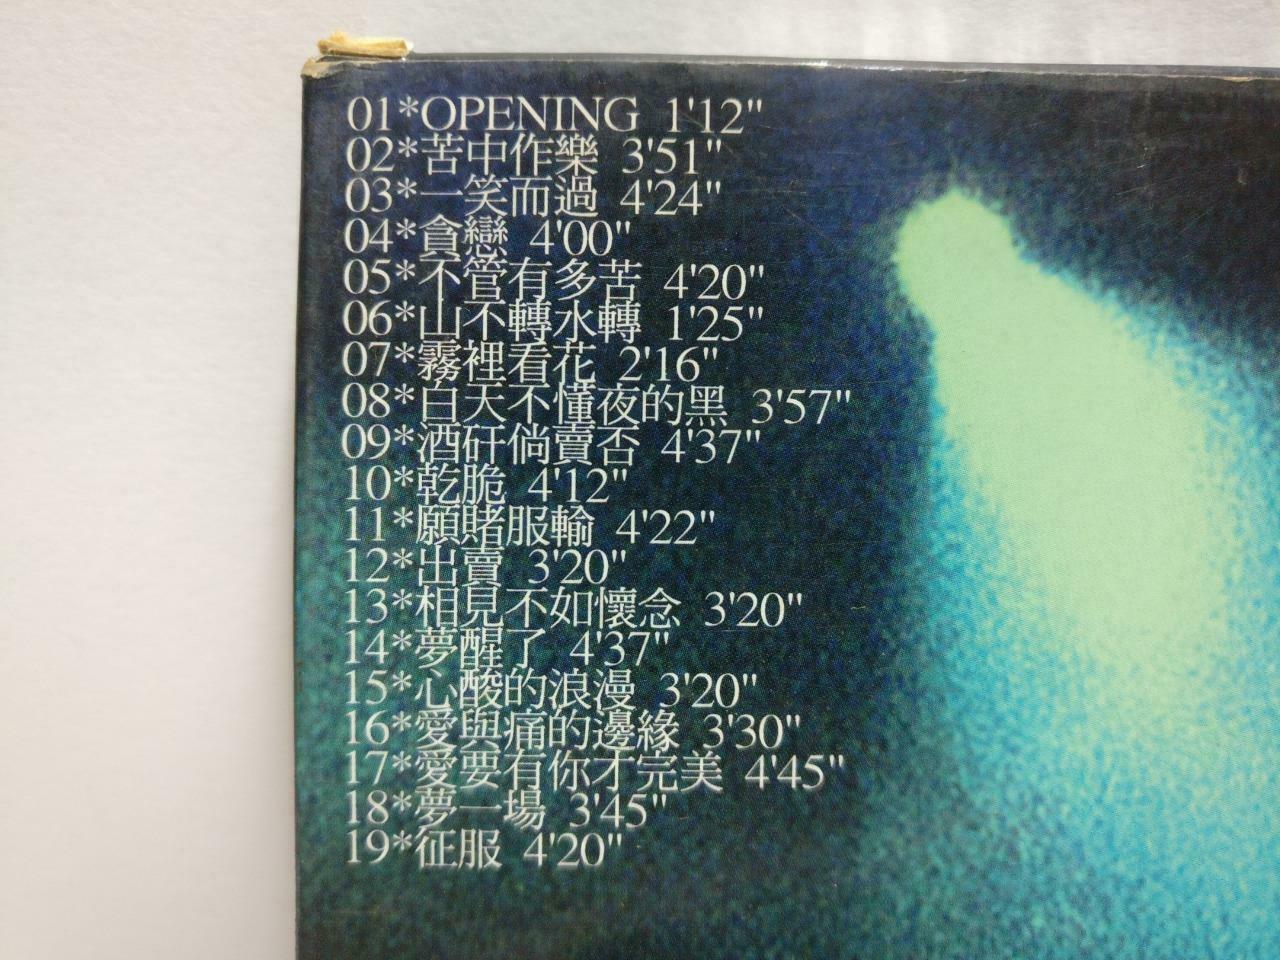 01*OPENING 1'12"
02*苦中作樂 3'51"
03*一笑而過 4'24"
04*貪戀 4'00"
05*不管有多苦 4'20"
06*山不轉水轉 1'25"
07*霧裡看花 2'16"
08*白天不懂夜的黑 3'57"
09*酒矸倘賣否 4'37"
10*乾脆 4'12"
11*願賭服輸 4'22"
12*出賣 3'20"
13*相見不如懷念 3'20"
14*夢醒了 4'37"
15*心酸的浪漫 3'20"
16*愛與痛的邊緣 3'30"
17*愛要有你才完美 4'45"
18*夢一場 3'45"
19*征服 4'20"